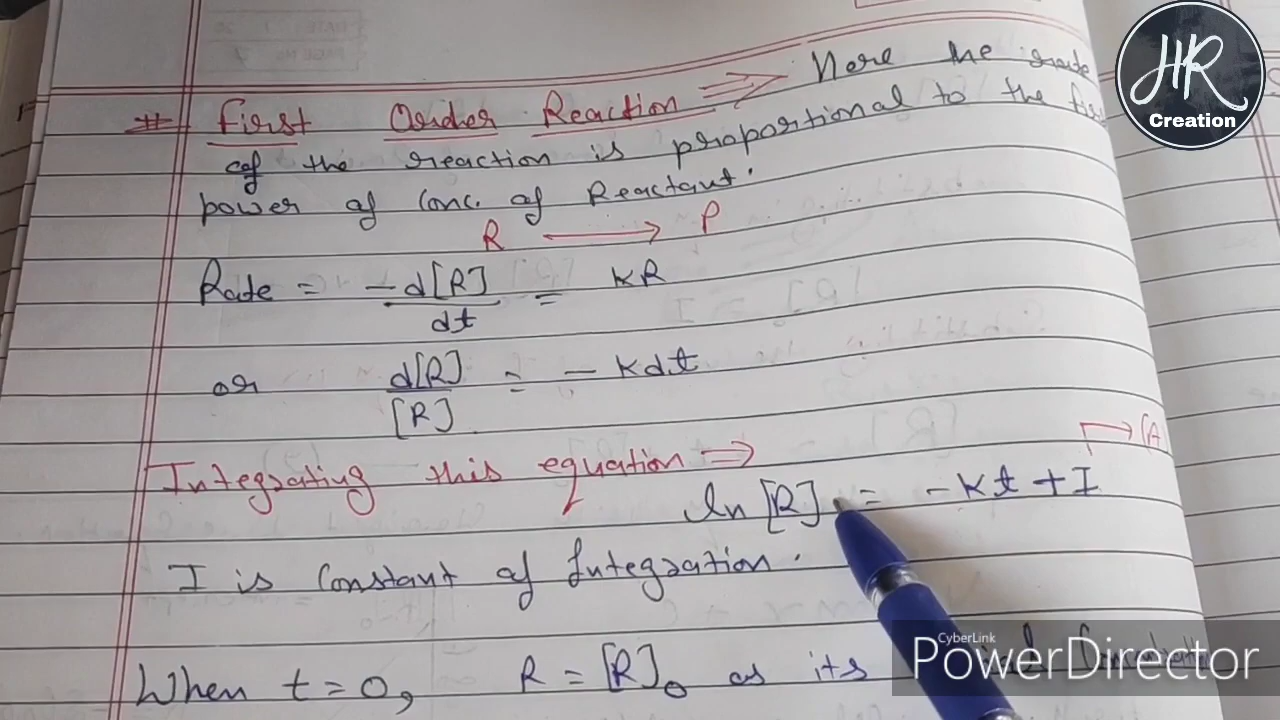 HR
Creation
# First Order Reaction ⇒ Here the rate
of the reaction is proportional to the
power of Conc. of Reactant.
R ⟶ P
Rate = -d[R]/dt = kR
or d[R]/[R] = - kdt
Integrating this equation ⇒
ln [R] = -kt + I → (A
I is Constant of Integration.
When t = 0, R = [R]₀ as its
CyberLink
PowerDirector